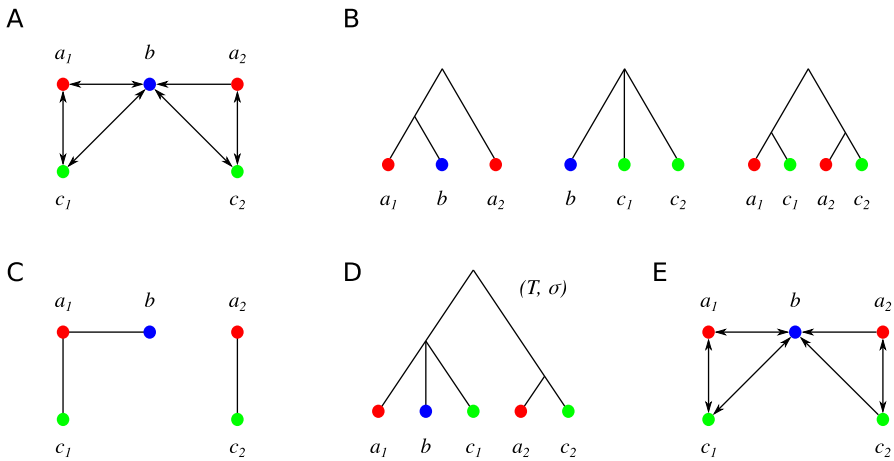 A
a₁ b a₂
c₁ c₂
B
a₁ b a₂
b c₁ c₂
a₁ c₁ a₂ c₂
C
a₁ b a₂
c₁ c₂
D
(T, σ)
a₁ b c₁ a₂ c₂
E
a₁ b a₂
c₁ c₂